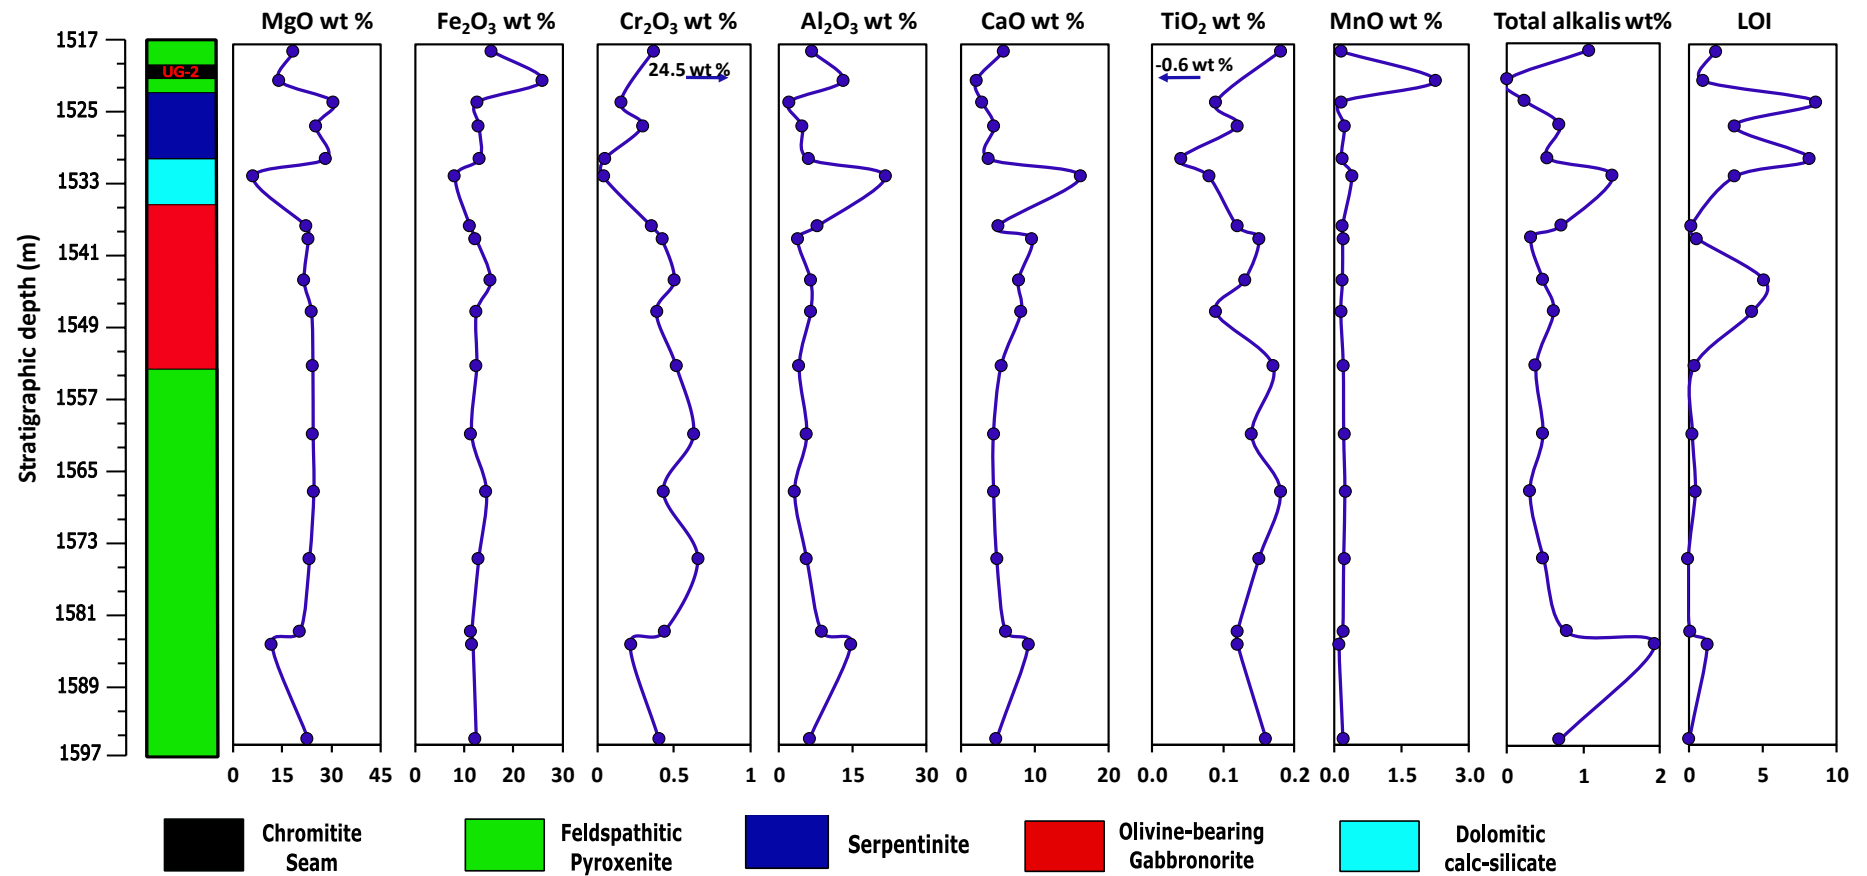 MgO wt % Fe₂O₃ wt % Cr₂O₃ wt % Al₂O₃ wt % CaO wt % TiO₂ wt % MnO wt % Total alkalis wt% LOI
Stratigraphic depth (m)
1517
1525
1533
1541
1549
1557
1565
1573
1581
1589
1597
UG-2
24.5 wt %
-0.6 wt %
0 15 30 45 0 10 20 30 0 0.5 1 0 15 30 0 10 20 0.0 0.1 0.2 0.0 1.5 3.0 0 1 2 0 5 10
Chromitite
Seam
Feldspathitic
Pyroxenite
Serpentinite
Olivine-bearing
Gabbronorite
Dolomitic
calc-silicate